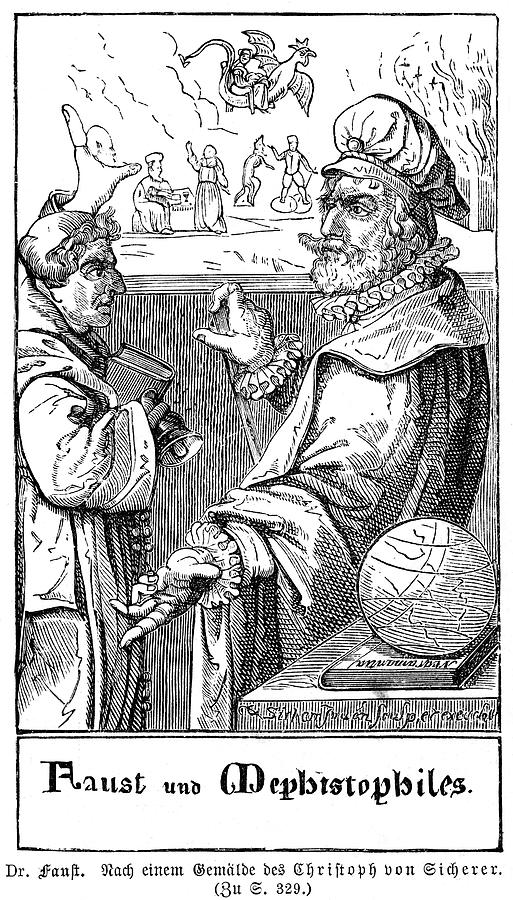 Faust und Mephistophiles.
Dr. Faust. Nach einem Gemälde des Christoph von Sicherer.
(Zu S. 329.)